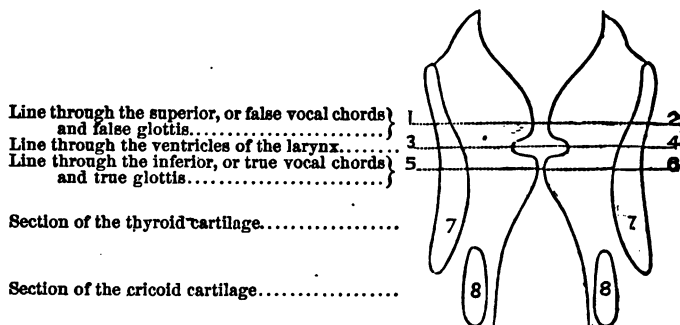 Line through the superior, or false vocal chords} 1 2
and false glottis....................
Line through the ventricles of the larynx....... 3 4
Line through the inferior, or true vocal chords} 5 6
and true glottis.....................
Section of the thyroid cartilage.................... 7 7
Section of the cricoid cartilage.................... 8 8